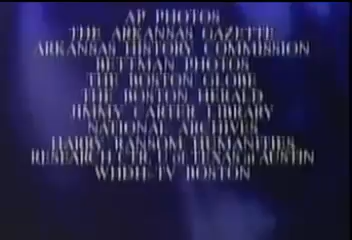 AP PHOTOS
THE ARKANSAS GAZETTE
ARKANSAS HISTORY COMMISSION
BETTMAN PHOTOS
THE BOSTON GLOBE
THE BOSTON HERALD
JIMMY CARTER LIBRARY
NATIONAL ARCHIVES
HARRY RANSOM HUMANITIES
RESEARCH CTR. U of TEXAS @ AUSTIN
WHDH-TV BOSTON